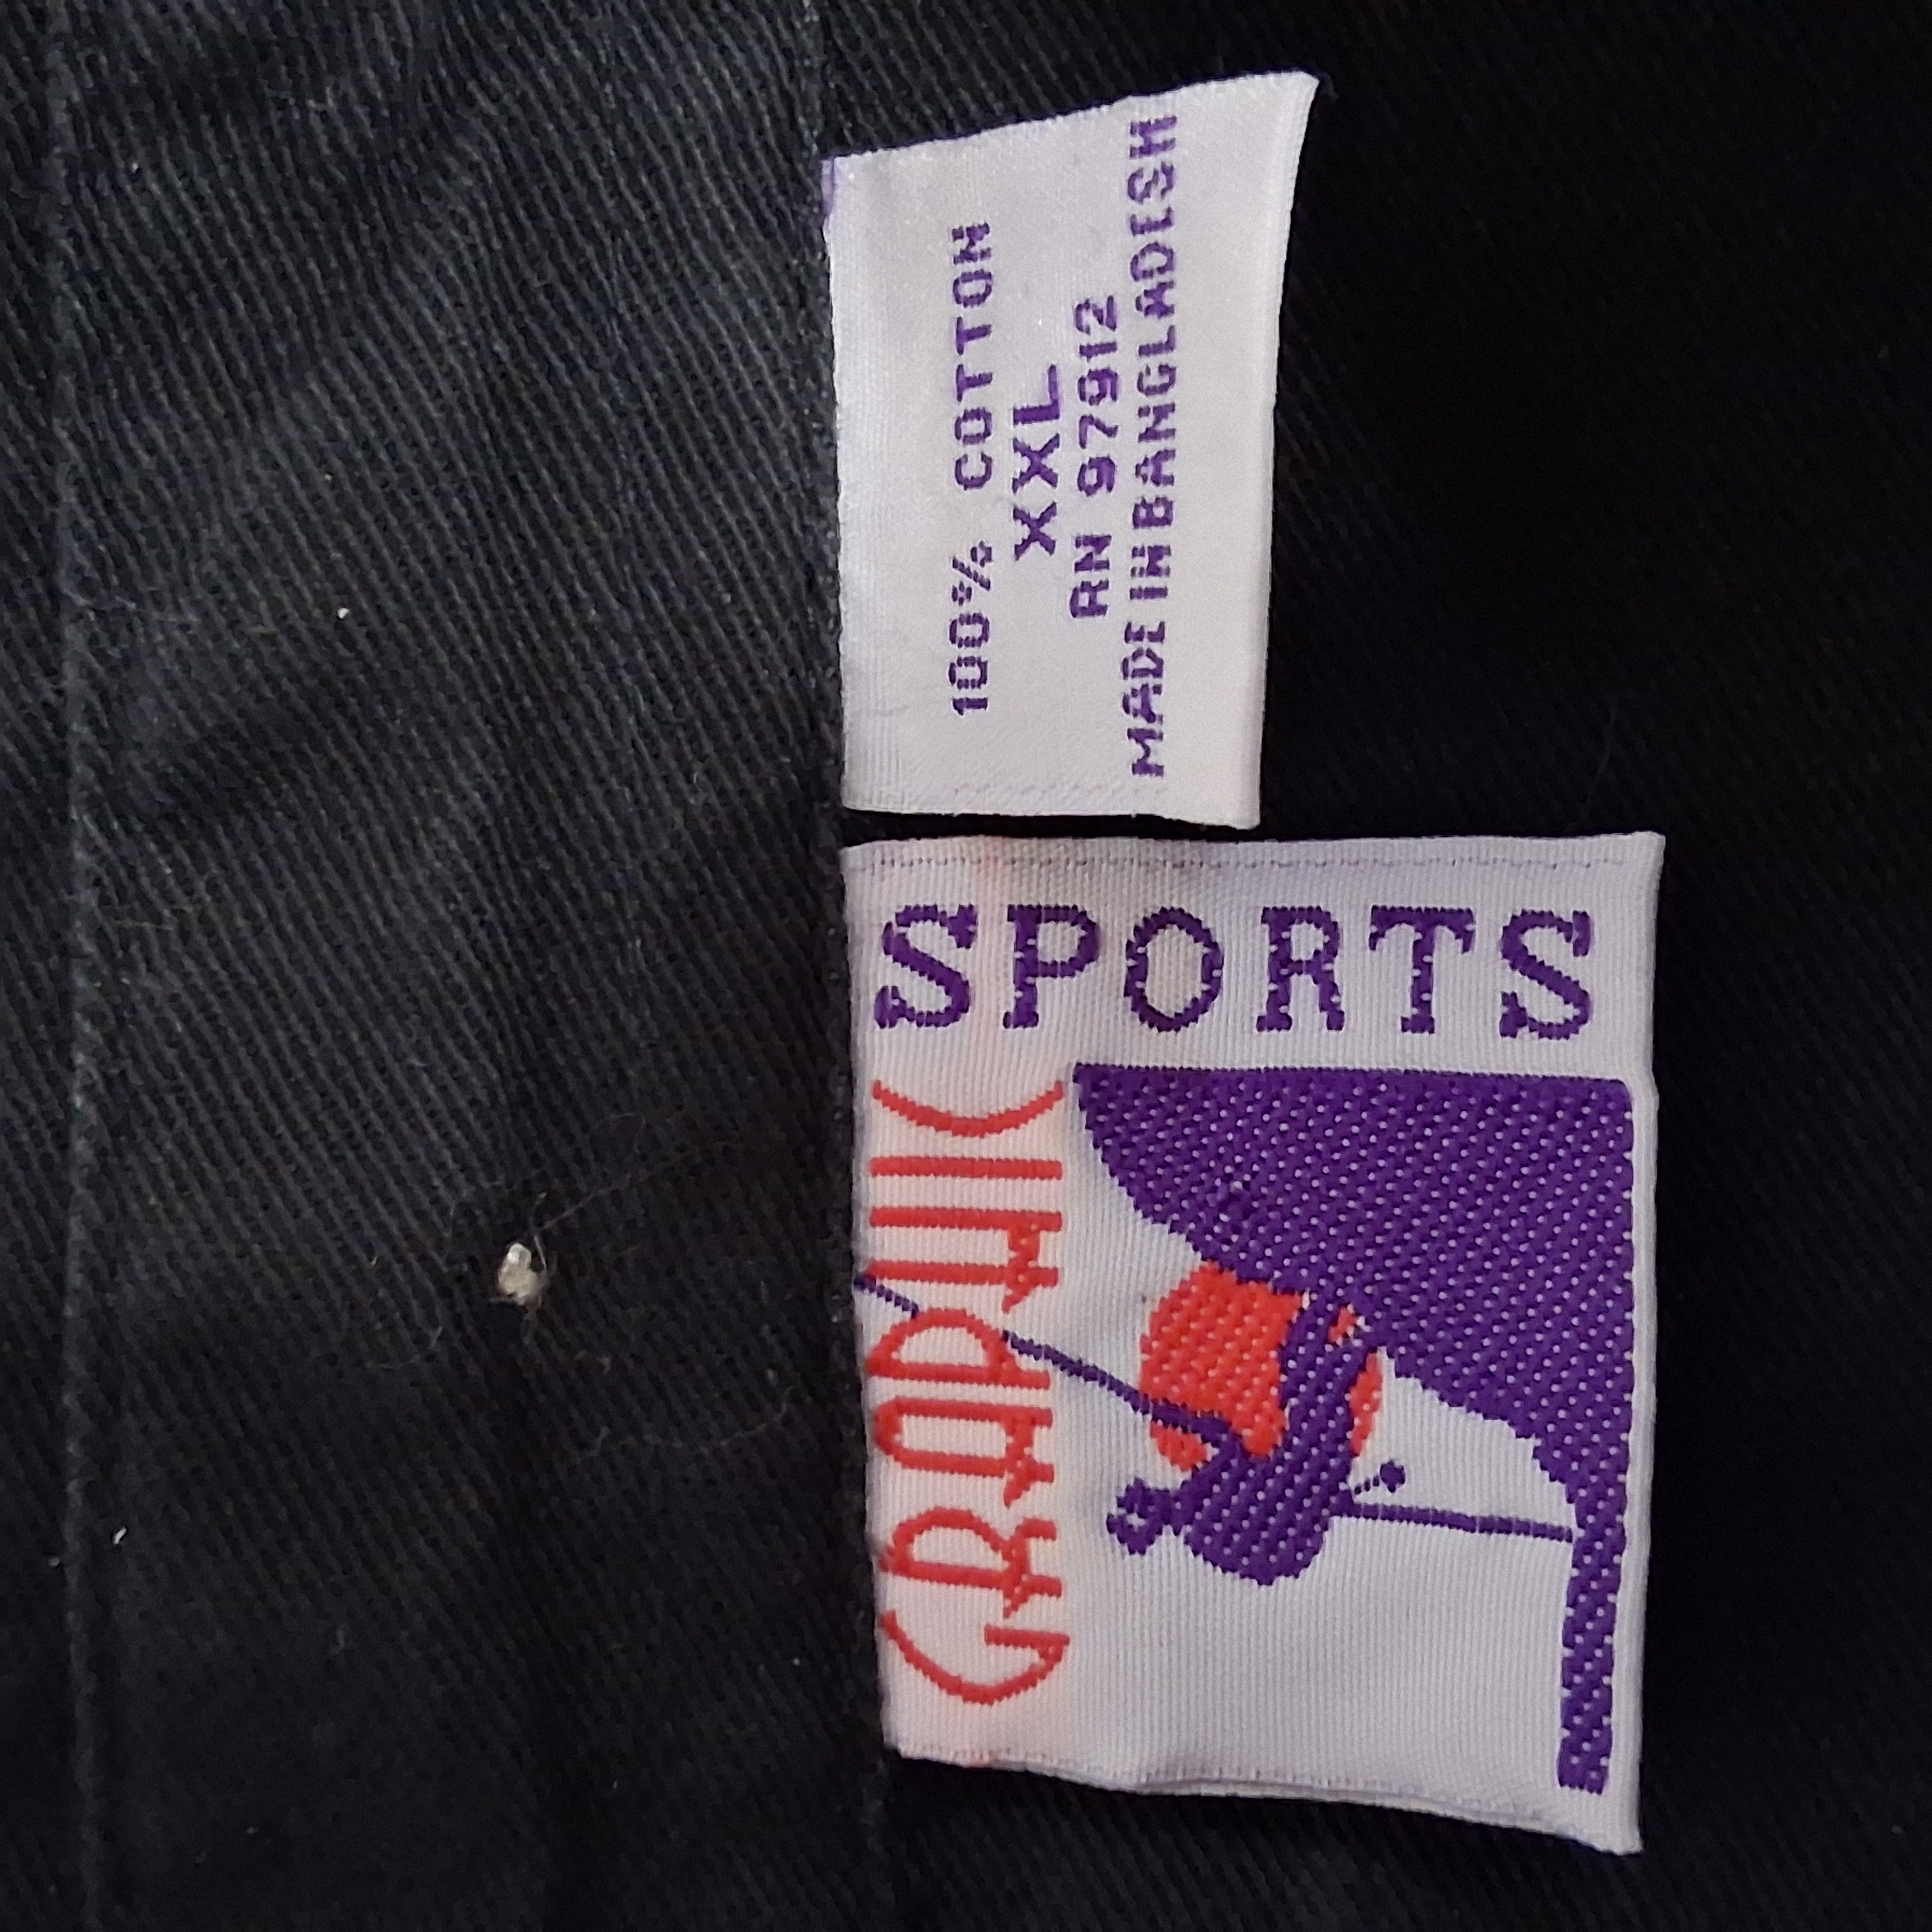 GRAPHIC
SPORTS
100% COTTON
XXL
RN 97912
MADE IN BANGLADESH